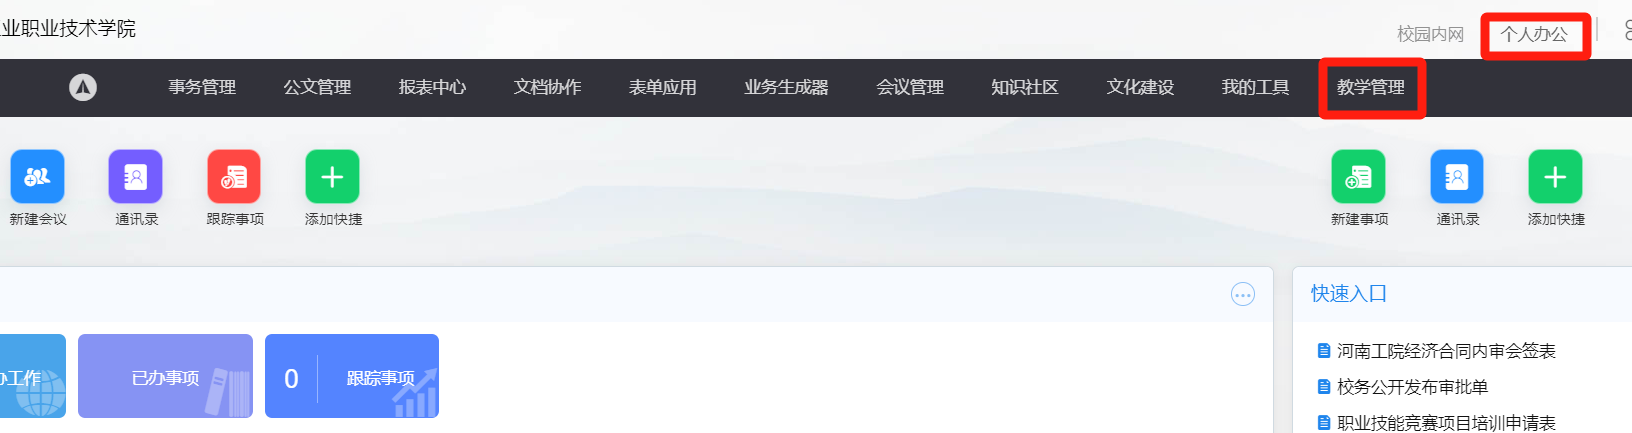 业职业技术学院
校园内网 个人办公
事务管理 公文管理 报表中心 文档协作 表单应用 业务生成器 会议管理 知识社区 文化建设 我的工具 教学管理
新建会议 通讯录 跟踪事项 添加快捷 新建事项 通讯录 添加快捷
快速入口
办工作 已办事项 0 跟踪事项
河南工院经济合同内审会签表
校务公开发布审批单
职业技能竞赛项目培训申请表